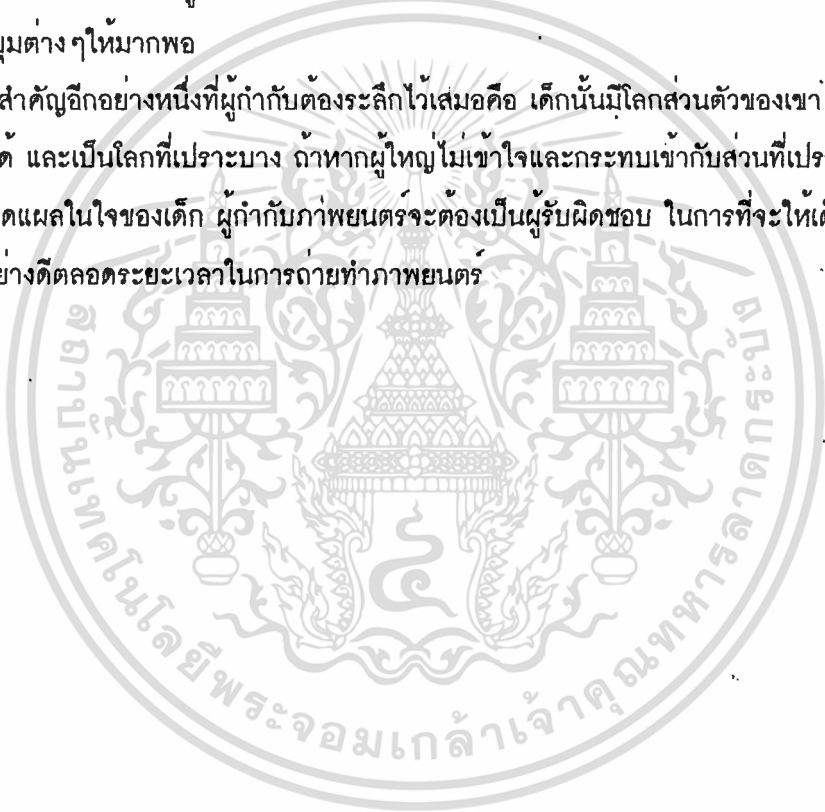 ุมต่าง ๆให้มากพอ
สำคัญอีกอย่างหนึ่งที่ผู้กำกับต้องระลึกไว้เสมอคือ เด็กนั้นมีโลกส่วนตัวของเขา
ด้ และเป็นโลกที่เปราะบาง ถ้าหากผู้ใหญ่ไม่เข้าใจและกระทบเข้ากับส่วนที่เปร
ดแผลในใจของเด็ก ผู้กำกับภาพยนตร์จะต้องเป็นผู้รับผิดชอบ ในการที่จะให้เด็
ย่างดีตลอดระยะเวลาในการถ่ายทำภาพยนตร์
สถาบันเทคโนโลยีพระจอมเกล้าเจ้าคุณทหารลาดกระบัง